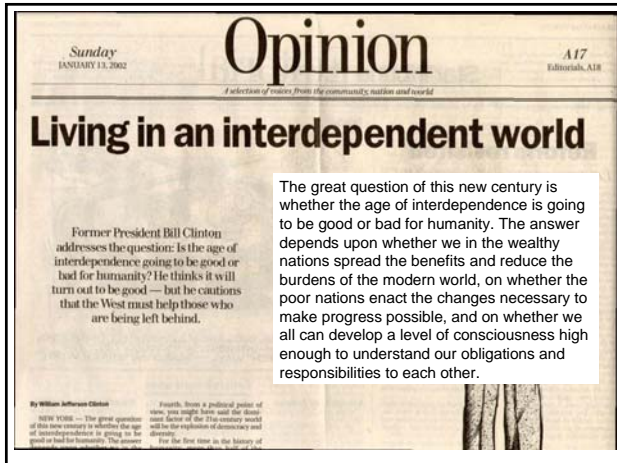 Sunday
JANUARY 13, 2002
Opinion
A17
Editorials, A18
A selection of voices from the community, nation and world
Living in an interdependent world
The great question of this new century is
whether the age of interdependence is going
to be good or bad for humanity. The answer
depends upon whether we in the wealthy
nations spread the benefits and reduce the
burdens of the modern world, on whether the
poor nations enact the changes necessary to
make progress possible, and on whether we
all can develop a level of consciousness high
enough to understand our obligations and
responsibilities to each other.
Former President Bill Clinton
addresses the question: Is the age of
interdependence going to be good or
bad for humanity? He thinks it will
turn out to be good — but he cautions
that the West must help those who
are being left behind.
By William Jefferson Clinton
NEW YORK — The great question
of this new century is whether the age
of interdependence is going to be
good or bad for humanity. The answer
Fourth, from a political point of
view, you might have said the domi-
nant factor of the 21st-century world
will be the explosion of democracy and
diversity.
For the first time in the history of